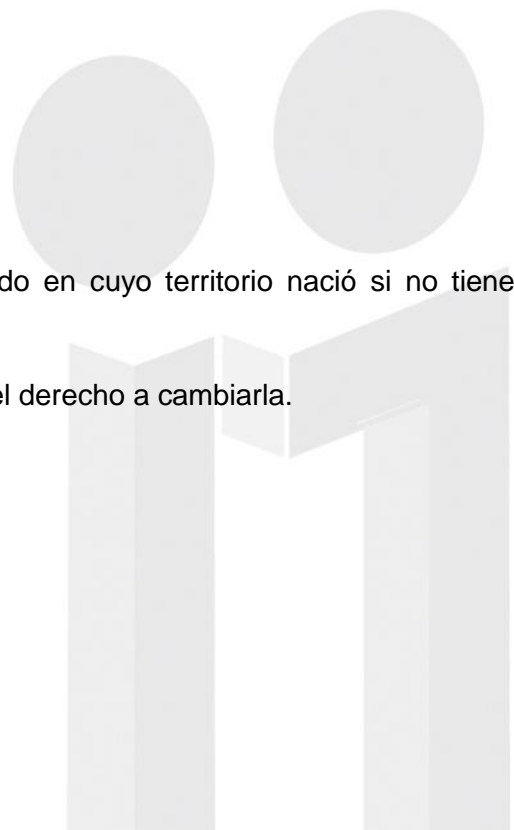 do en cuyo territorio nació si no tiene
el derecho a cambiarla.